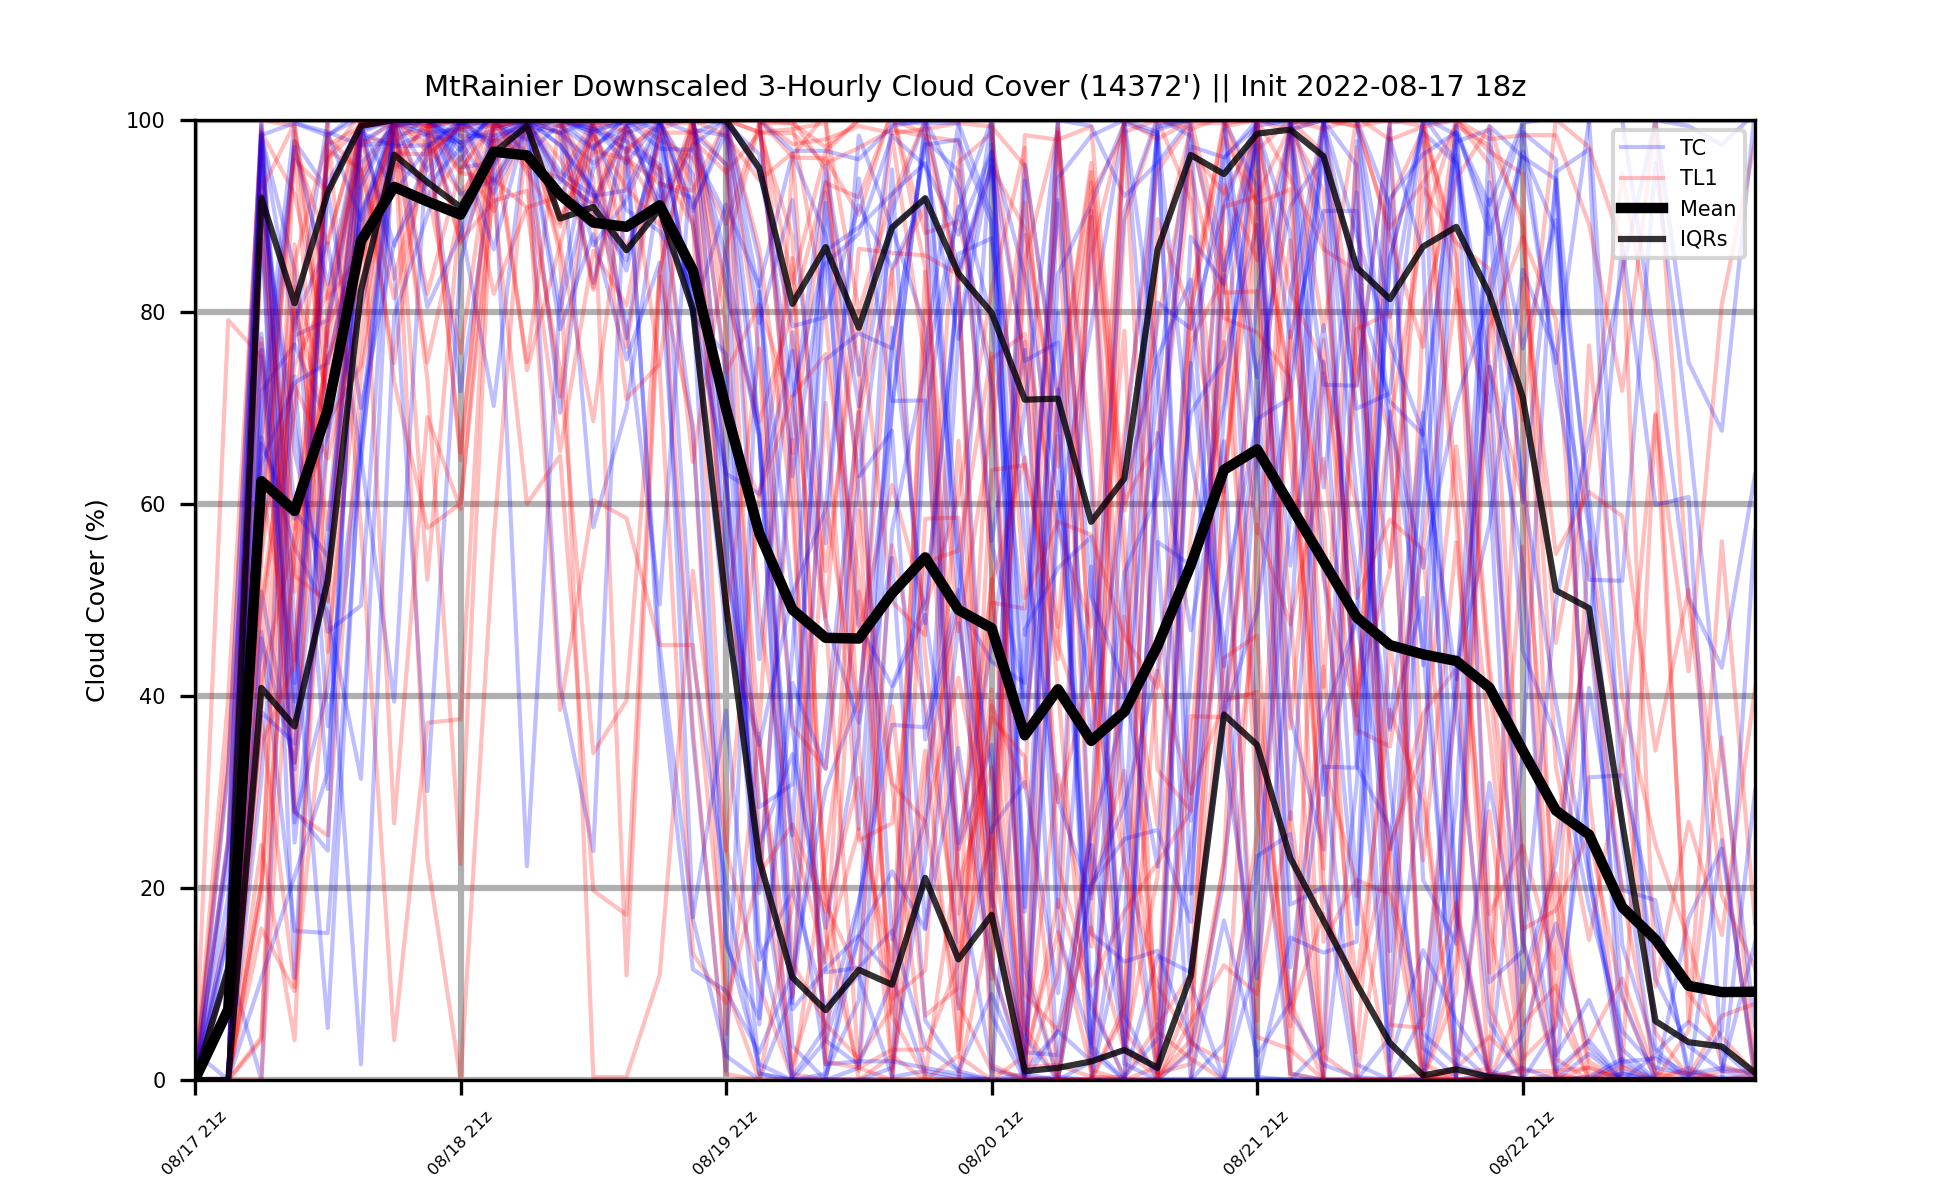 MtRainier Downscaled 3-Hourly Cloud Cover (14372') || Init 2022-08-17 18z
TC
TL1
Mean
IQRs
Cloud Cover (%)
100
80
60
40
20
0
08/17 21z
08/18 21z
08/19 21z
08/20 21z
08/21 21z
08/22 21z